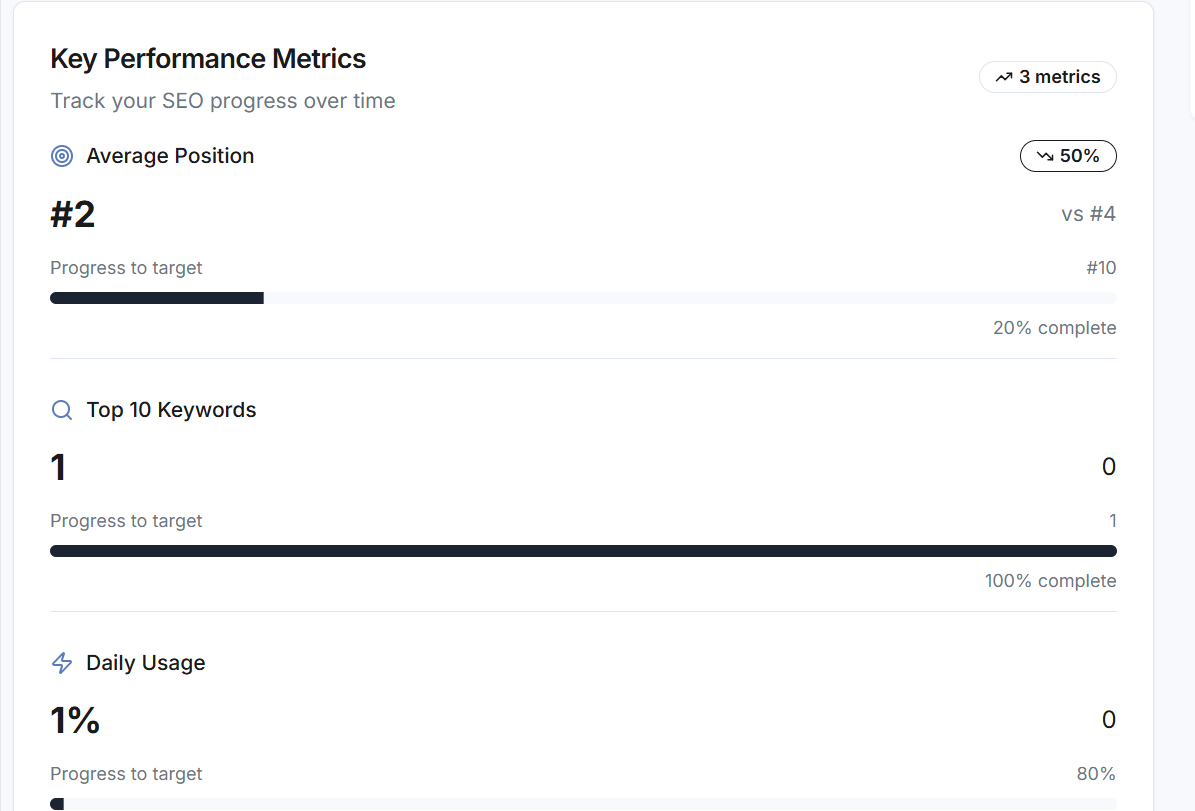 Key Performance Metrics
3 metrics
Track your SEO progress over time
Average Position
50%
#2
vs #4
Progress to target
#10
20% complete
Top 10 Keywords
1
0
Progress to target
1
100% complete
Daily Usage
1%
0
Progress to target
80%